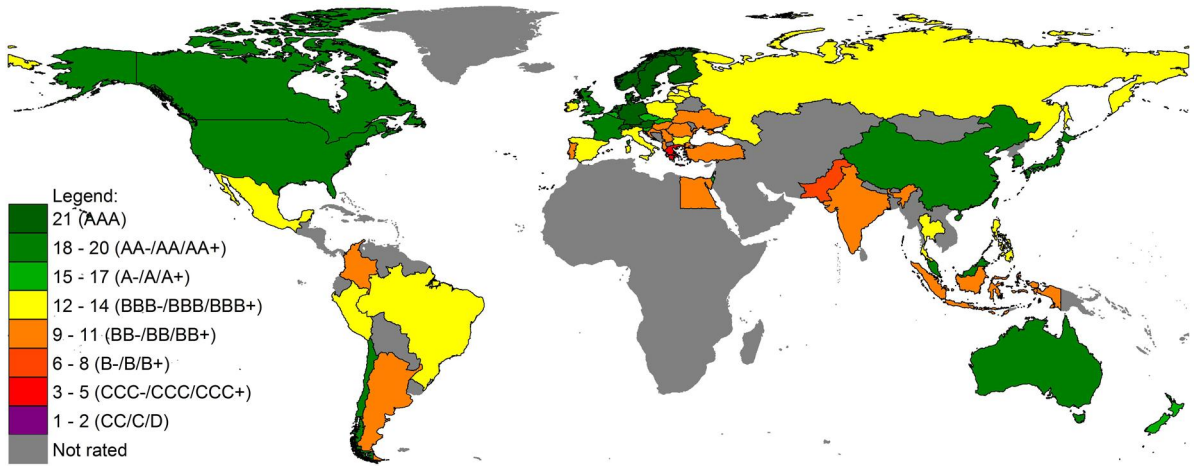 Legend:
21 (AAA)
18 - 20 (AA-/AA/AA+)
15 - 17 (A-/A/A+)
12 - 14 (BBB-/BBB/BBB+)
9 - 11 (BB-/BB/BB+)
6 - 8 (B-/B/B+)
3 - 5 (CCC-/CCC/CCC+)
1 - 2 (CC/C/D)
Not rated